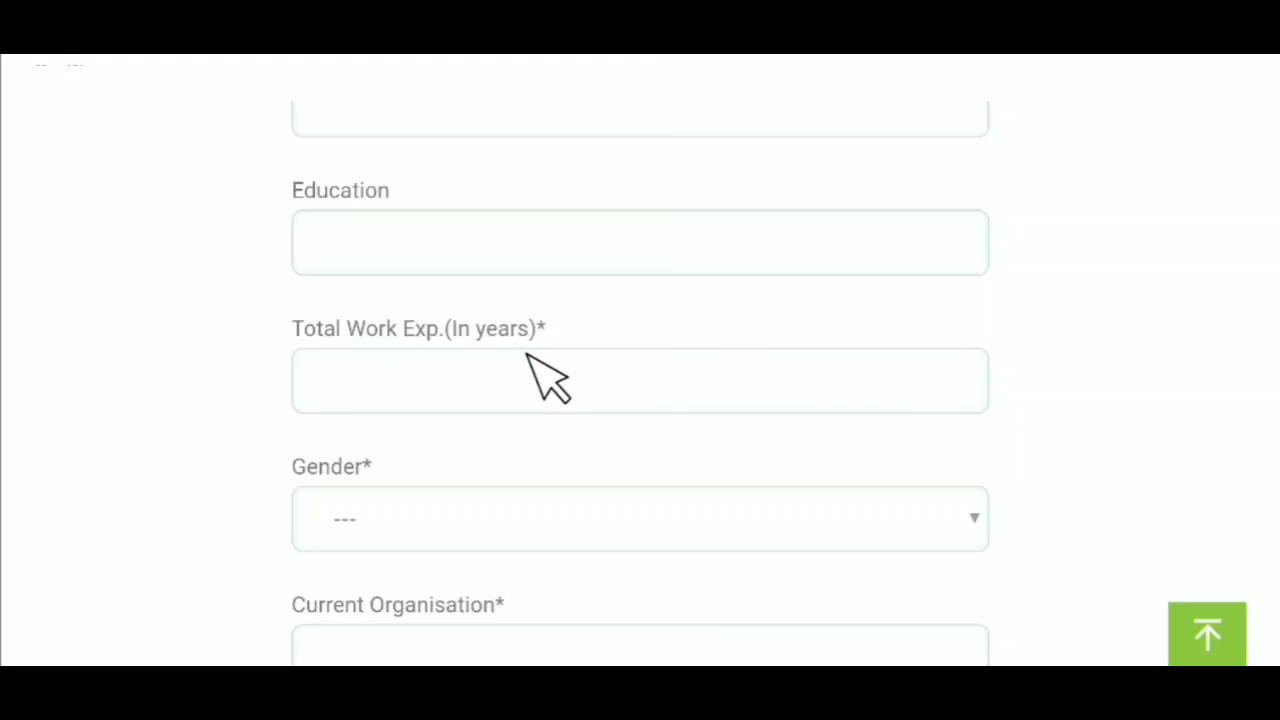 Education
Total Work Exp.(In years)*
Gender*
---
Current Organisation*